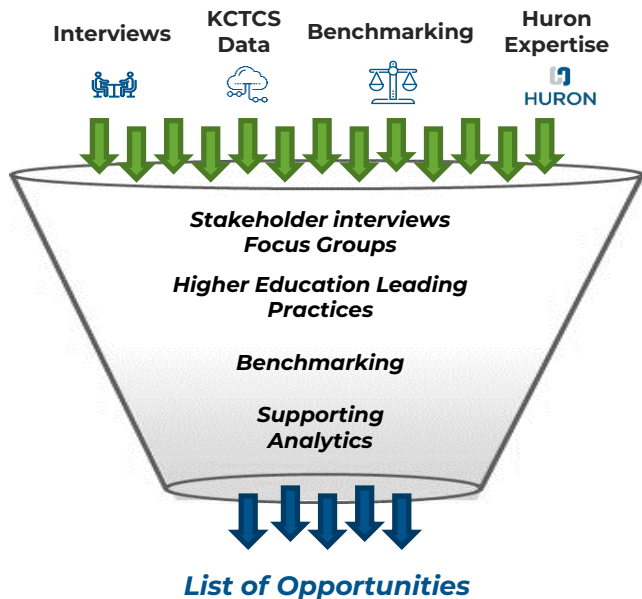 Interviews
KCTCS
Data
Benchmarking
Huron
Expertise
HURON
Stakeholder interviews
Focus Groups
Higher Education Leading
Practices
Benchmarking
Supporting
Analytics
List of Opportunities